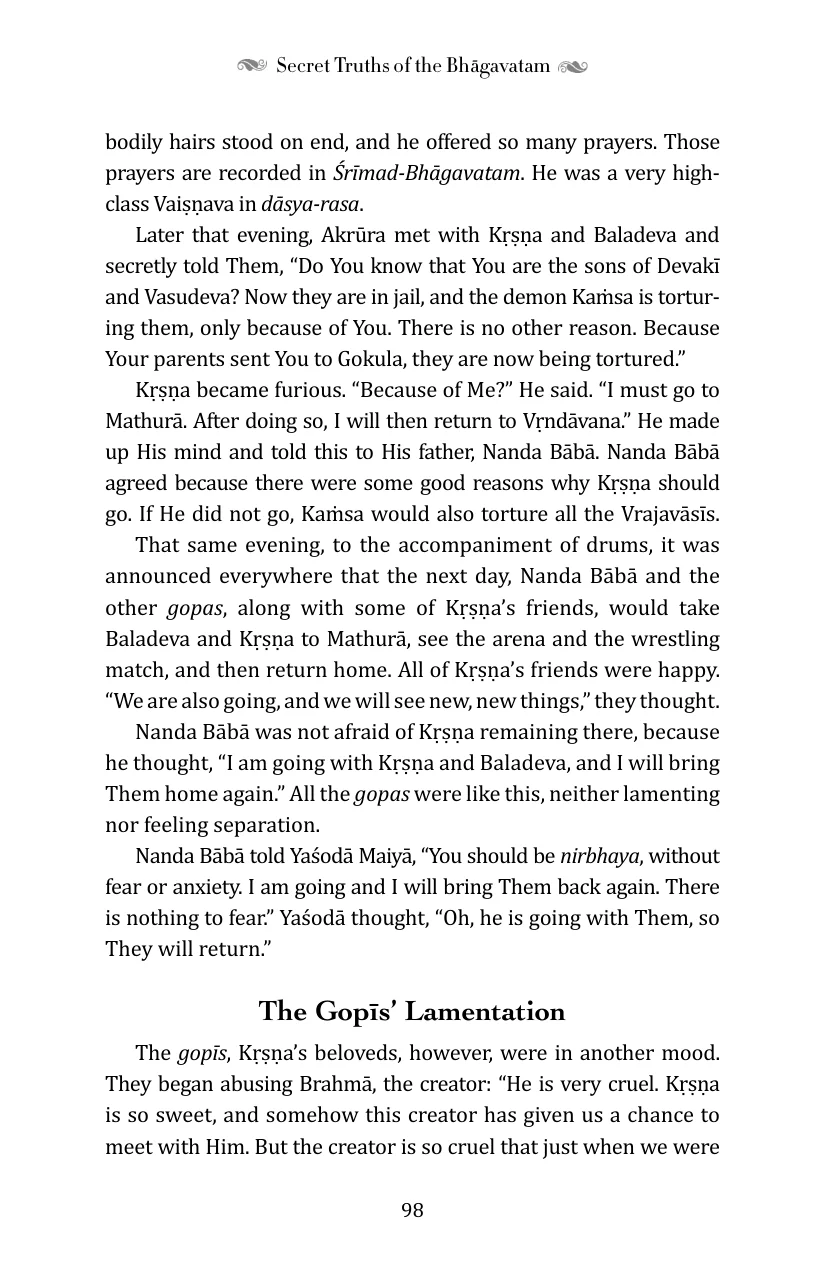 Secret Truths of the Bhāgavatam
bodily hairs stood on end, and he offered so many prayers. Those
prayers are recorded in Śrīmad-Bhāgavatam. He was a very high-
class Vaiṣṇava in dāsya-rasa.
Later that evening, Akrūra met with Kṛṣṇa and Baladeva and
secretly told Them, “Do You know that You are the sons of Devakī
and Vasudeva? Now they are in jail, and the demon Kaṁsa is tortur-
ing them, only because of You. There is no other reason. Because
Your parents sent You to Gokula, they are now being tortured.”
Kṛṣṇa became furious. “Because of Me?” He said. “I must go to
Mathurā. After doing so, I will then return to Vṛndāvana.” He made
up His mind and told this to His father, Nanda Bābā. Nanda Bābā
agreed because there were some good reasons why Kṛṣṇa should
go. If He did not go, Kaṁsa would also torture all the Vrajavāsīs.
That same evening, to the accompaniment of drums, it was
announced everywhere that the next day, Nanda Bābā and the
other gopas, along with some of Kṛṣṇa’s friends, would take
Baladeva and Kṛṣṇa to Mathurā, see the arena and the wrestling
match, and then return home. All of Kṛṣṇa’s friends were happy.
“We are also going, and we will see new, new things,” they thought.
Nanda Bābā was not afraid of Kṛṣṇa remaining there, because
he thought, “I am going with Kṛṣṇa and Baladeva, and I will bring
Them home again.” All the gopas were like this, neither lamenting
nor feeling separation.
Nanda Bābā told Yaśodā Maiyā, “You should be nirbhaya, without
fear or anxiety. I am going and I will bring Them back again. There
is nothing to fear.” Yaśodā thought, “Oh, he is going with Them, so
They will return.”
The Gopīs’ Lamentation
The gopīs, Kṛṣṇa’s beloveds, however, were in another mood.
They began abusing Brahmā, the creator: “He is very cruel. Kṛṣṇa
is so sweet, and somehow this creator has given us a chance to
meet with Him. But the creator is so cruel that just when we were
98